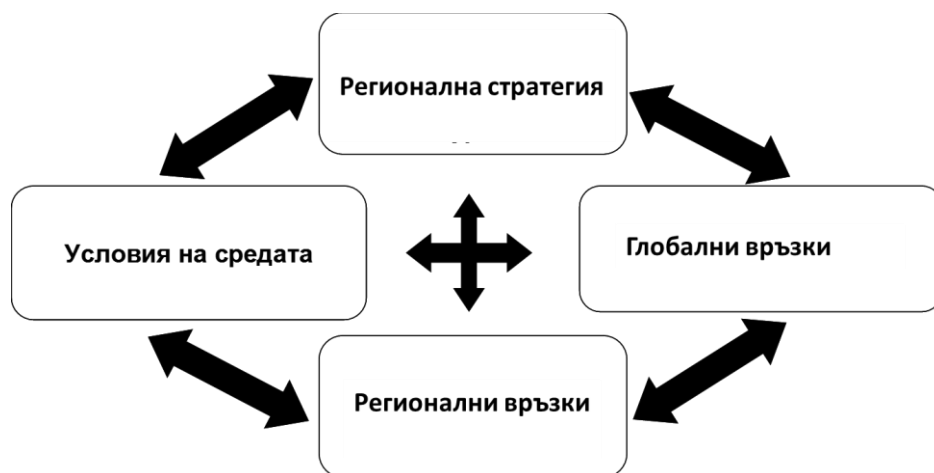 Регионална стратегия
Условия на средата
Глобални връзки
Регионални връзки